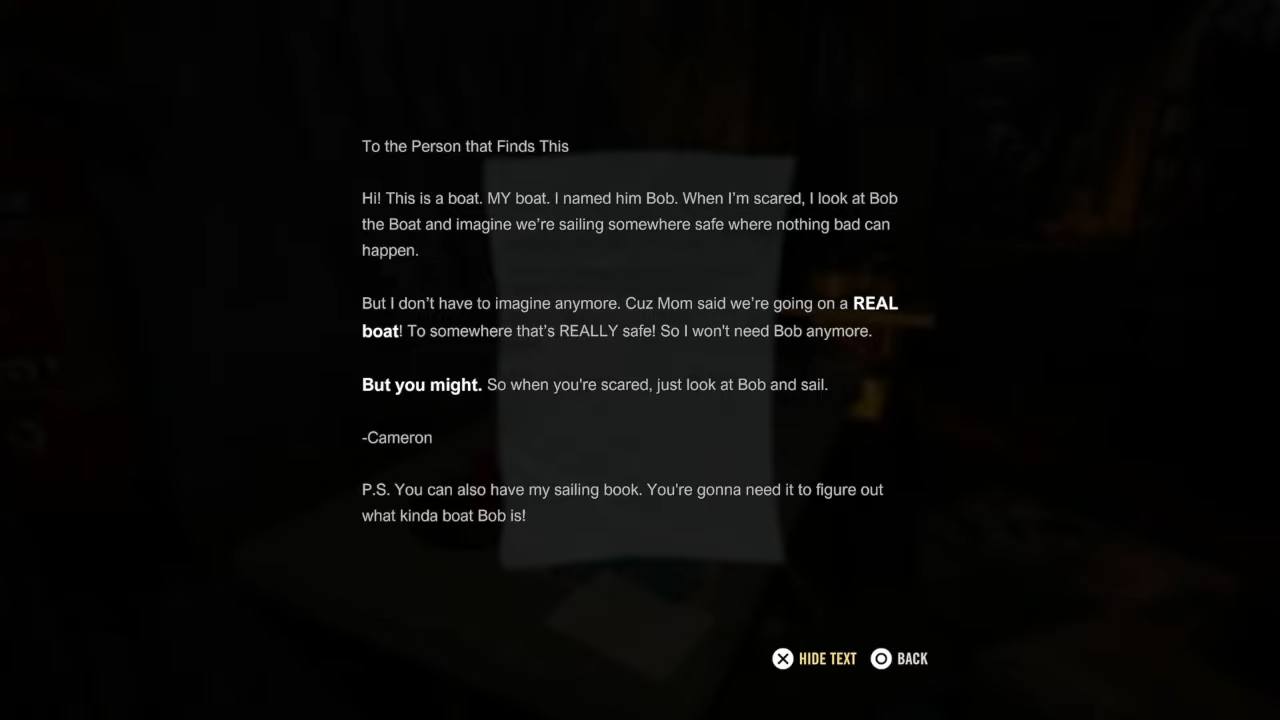 To the Person that Finds This
Hi! This is a boat. MY boat. I named him Bob. When I’m scared, I look at Bob
the Boat and imagine we’re sailing somewhere safe where nothing bad can
happen.
But I don’t have to imagine anymore. Cuz Mom said we’re going on a REAL
boat! To somewhere that’s REALLY safe! So I won't need Bob anymore.
But you might. So when you're scared, just look at Bob and sail.
-Cameron
P.S. You can also have my sailing book. You're gonna need it to figure out
what kinda boat Bob is!
HIDE TEXT BACK